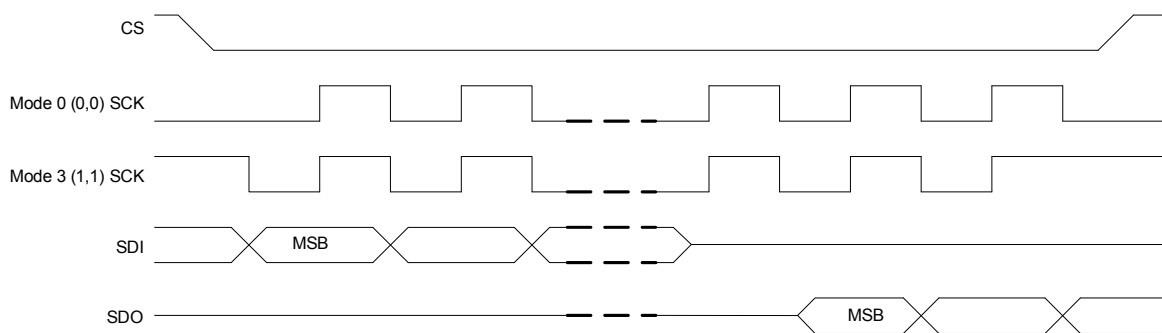 CS
Mode 0 (0,0) SCK
Mode 3 (1,1) SCK
SDI
MSB
SDO
MSB